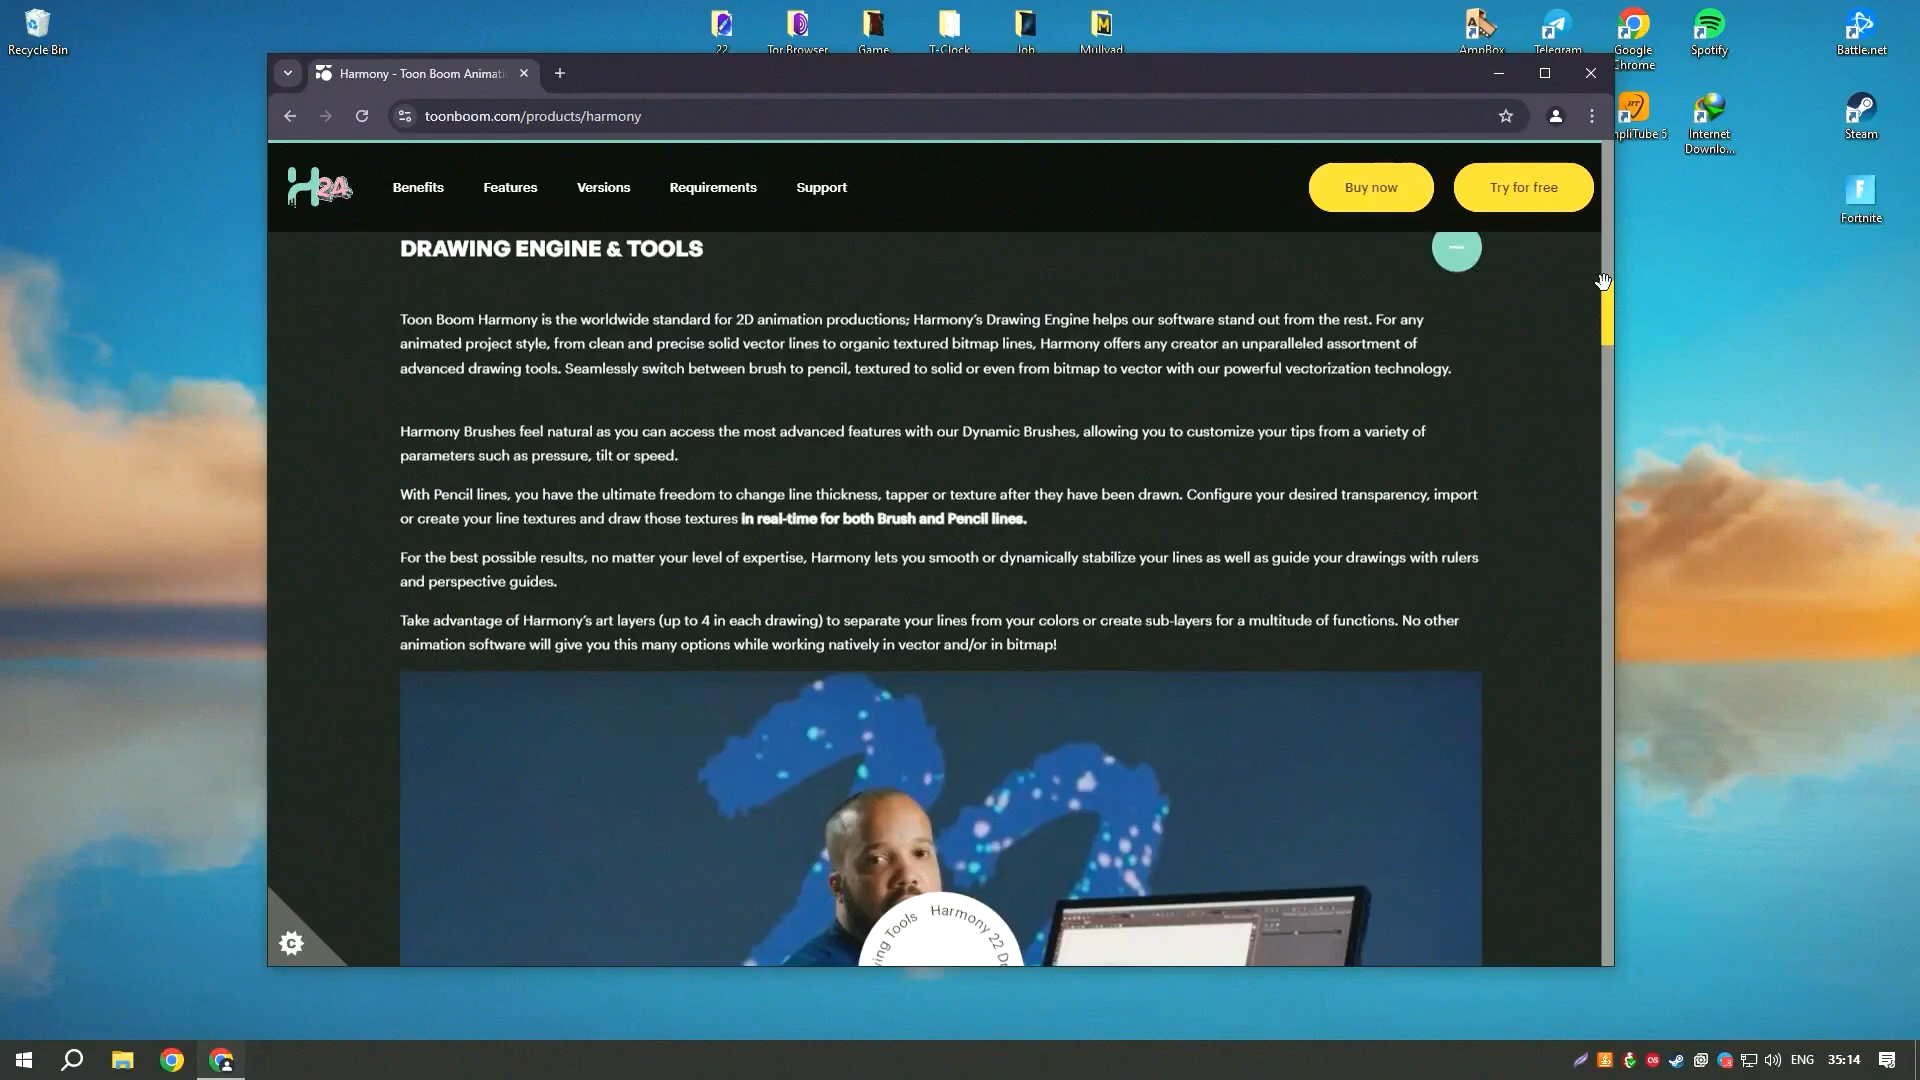 Recycle Bin
22
Tor Browser
Game
T-Clock
Job
Mullvad
AmpBox
Telegram
Google Chrome
Spotify
Battle.net
Harmony - Toon Boom Animati
toonboom.com/products/harmony
pliTube 5
Internet Downlo...
Steam
H 24
Benefits
Features
Versions
Requirements
Support
Buy now
Try for free
Fortnite
DRAWING ENGINE & TOOLS
Toon Boom Harmony is the worldwide standard for 2D animation productions; Harmony's Drawing Engine helps our software stand out from the rest. For any
animated project style, from clean and precise solid vector lines to organic textured bitmap lines, Harmony offers any creator an unparalleled assortment of
advanced drawing tools. Seamlessly switch between brush to pencil, textured to solid or even from bitmap to vector with our powerful vectorization technology.
Harmony Brushes feel natural as you can access the most advanced features with our Dynamic Brushes, allowing you to customize your tips from a variety of
parameters such as pressure, tilt or speed.
With Pencil lines, you have the ultimate freedom to change line thickness, tapper or texture after they have been drawn. Configure your desired transparency, import
or create your line textures and draw those textures in real-time for both Brush and Pencil lines.
For the best possible results, no matter your level of expertise, Harmony lets you smooth or dynamically stabilize your lines as well as guide your drawings with rulers
and perspective guides.
Take advantage of Harmony's art layers (up to 4 in each drawing) to separate your lines from your colors or create sub-layers for a multitude of functions. No other
animation software will give you this many options while working natively in vector and/or in bitmap!
22
wing Tools Harmony 22 Dr
C
ENG
35:14